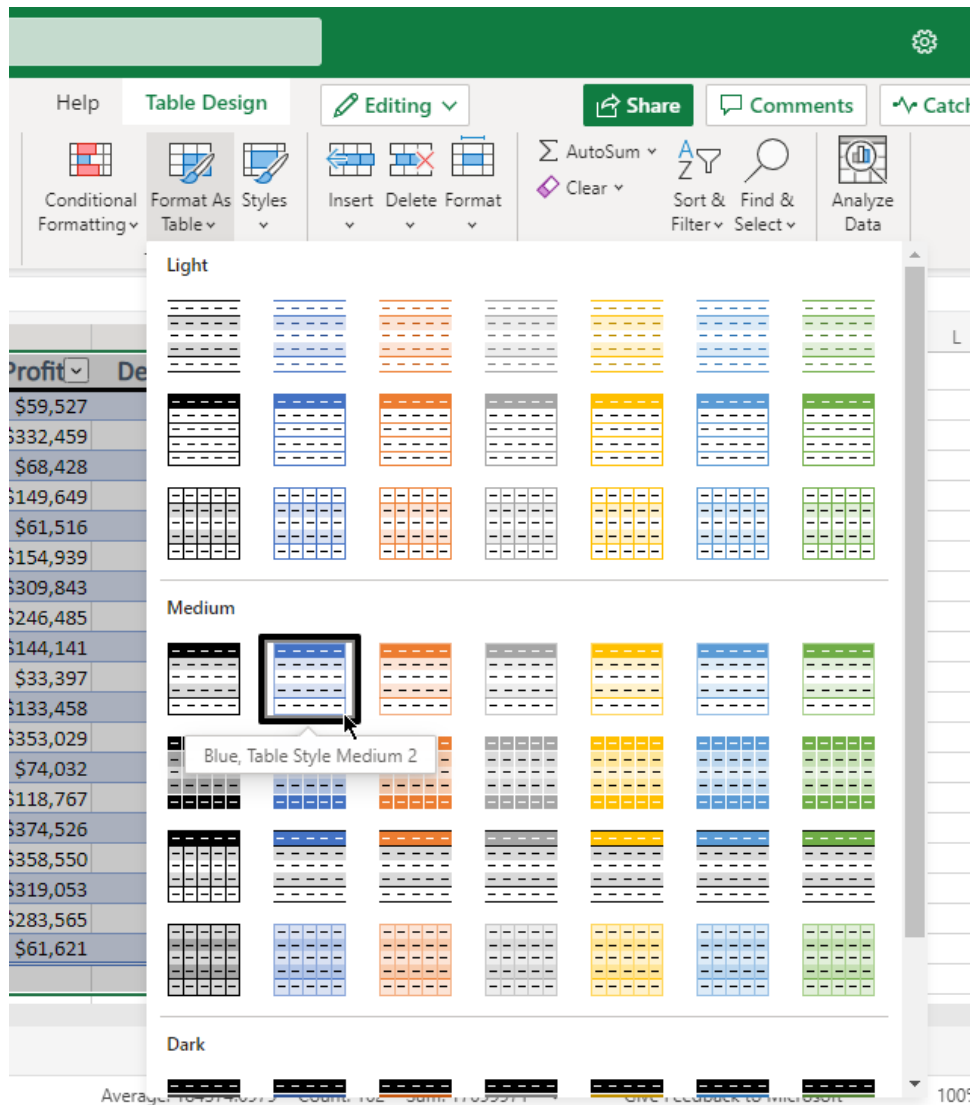 Help Table Design Editing Share Comments Catch
Conditional Formatting
Format As Table
Styles
Insert Delete Format
AutoSum
Clear
Sort & Filter
Find & Select
Analyze Data
Light
L
Profit De
$59,527
$332,459
$68,428
$149,649
$61,516
$154,939
$309,843
$246,485
Medium
$144,141
$33,397
$133,458
$353,029
Blue, Table Style Medium 2
$74,032
$118,767
$374,526
$358,550
$319,053
$283,565
$61,621
Dark
100%